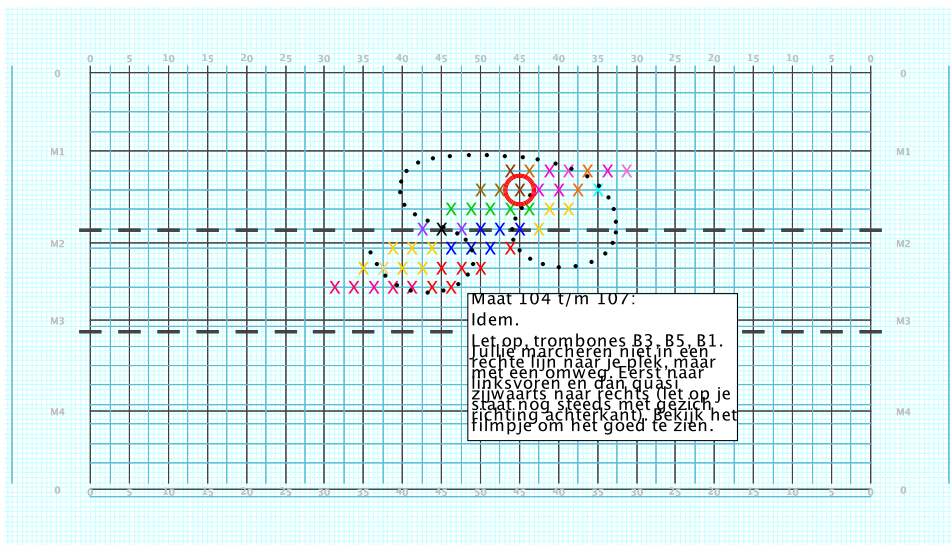 0 5 10 15 20 25 30 35 40 45 50 45 40 35 30 25 20 15 10 5 0
0 0
M1 M1
M2 M2
M3 M3
M4 M4
0 0
0 5 10 15 20 25 30 35 40 45 50 45 40 35 30 25 20 15 10 5 0
Maat 104 t/m 107:
Idem.
Let op, trombones B3, B5, B1.
Jullie marcheren niet in een
rechte lijn naar je plek, maar
met een omweg. Eerst naar
linksvoren en dan quasi
zijwaarts naar rechts (let op je
staat nog steeds met gezich
richting achterkant). Bekijk het
filmpje om het goed te zien.